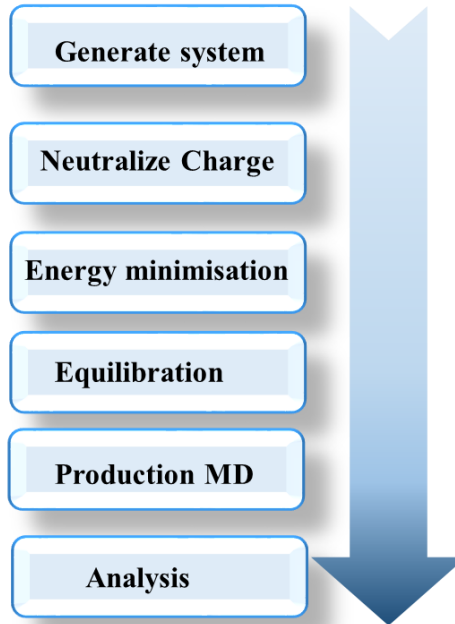 Generate system
Neutralize Charge
Energy minimisation
Equilibration
Production MD
Analysis